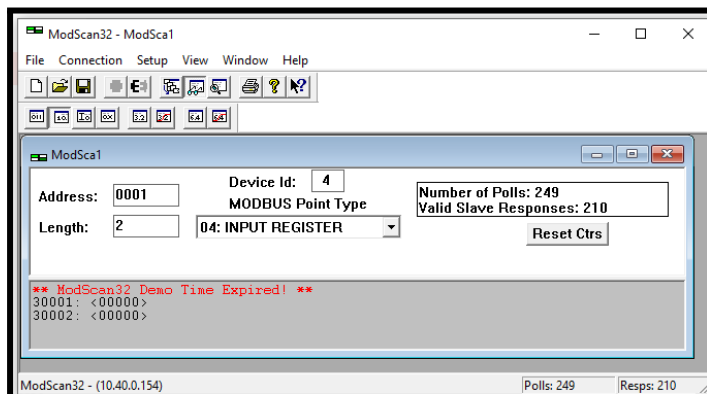 ModScan32 - ModSca1
File Connection Setup View Window Help
ModSca1
Address: 0001
Device Id: 4
MODBUS Point Type
Length: 2
04: INPUT REGISTER
Number of Polls: 249
Valid Slave Responses: 210
Reset Ctrs
** ModScan32 Demo Time Expired! **
30001: <00000>
30002: <00000>
ModScan32 - (10.40.0.154) Polls: 249 Resps: 210